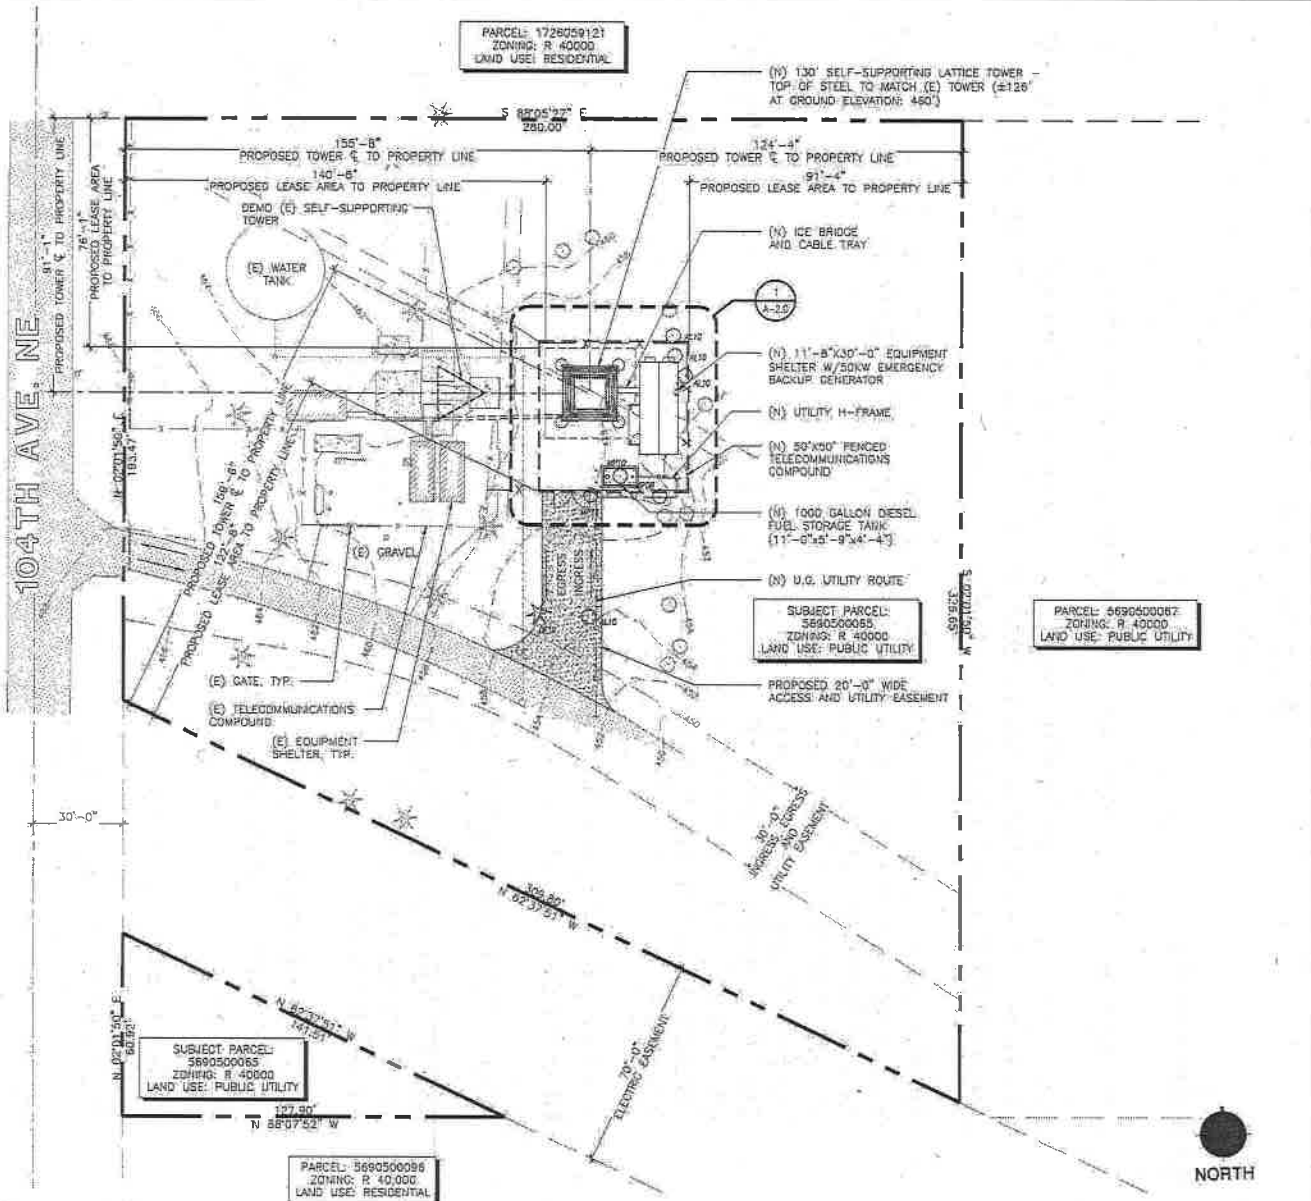 PARCEL: 1726059121
ZONING: R 40000
LAND USE: RESIDENTIAL
(N) 130' SELF-SUPPORTING LATTICE TOWER -
TOP OF STEEL TO MATCH (E) TOWER (±126'
AT GROUND ELEVATION: 460')
S 88°05'27" E
280.00'
155'-8"
PROPOSED TOWER ℄ TO PROPERTY LINE
124'-4"
PROPOSED TOWER ℄ TO PROPERTY LINE
140'-6"
PROPOSED LEASE AREA TO PROPERTY LINE
91'-4"
PROPOSED LEASE AREA TO PROPERTY LINE
91'-1"
PROPOSED TOWER ℄ TO PROPERTY LINE
76'-1"
PROPOSED LEASE AREA
TO PROPERTY LINE
DEMO (E) SELF-SUPPORTING
TOWER
(E) WATER
TANK
(N) ICE BRIDGE
AND CABLE TRAY
1
A-2.0
(N) 11'-8"X30'-0" EQUIPMENT
SHELTER W/50KW EMERGENCY
BACKUP GENERATOR
(N) UTILITY H-FRAME
(N) 50'X50' FENCED
TELECOMMUNICATIONS
COMPOUND
(N) 1000 GALLON DIESEL
FUEL STORAGE TANK
(11'-0"x5'-9"x4'-4")
(N) U.G. UTILITY ROUTE
104TH AVE. NE
N 02°01'50" E
193.47'
158'-6"
PROPOSED TOWER ℄ TO PROPERTY LINE
122'-8"
PROPOSED LEASE AREA TO PROPERTY LINE
(E) GRAVEL
EGRESS
INGRESS
SUBJECT PARCEL:
5690500065
ZONING: R 40000
LAND USE: PUBLIC UTILITY
S 02°01'50" W
326.65'
PARCEL: 5690500067
ZONING: R 40000
LAND USE: PUBLIC UTILITY
PROPOSED 20'-0" WIDE
ACCESS AND UTILITY EASEMENT
(E) GATE, TYP.
(E) TELECOMMUNICATIONS
COMPOUND
(E) EQUIPMENT
SHELTER, TYP.
30'-0"
30'-0"
INGRESS, EGRESS
AND
UTILITY EASEMENT
309.80'
N 62°37'51" W
N 62°37'51" W
141.51'
N 02°01'50" E
60.92'
SUBJECT PARCEL:
5690500065
ZONING: R 40000
LAND USE: PUBLIC UTILITY
127.90'
N 88°07'52" W
70'-0"
ELECTRIC EASEMENT
PARCEL: 5690500096
ZONING: R 40,000
LAND USE: RESIDENTIAL
NORTH